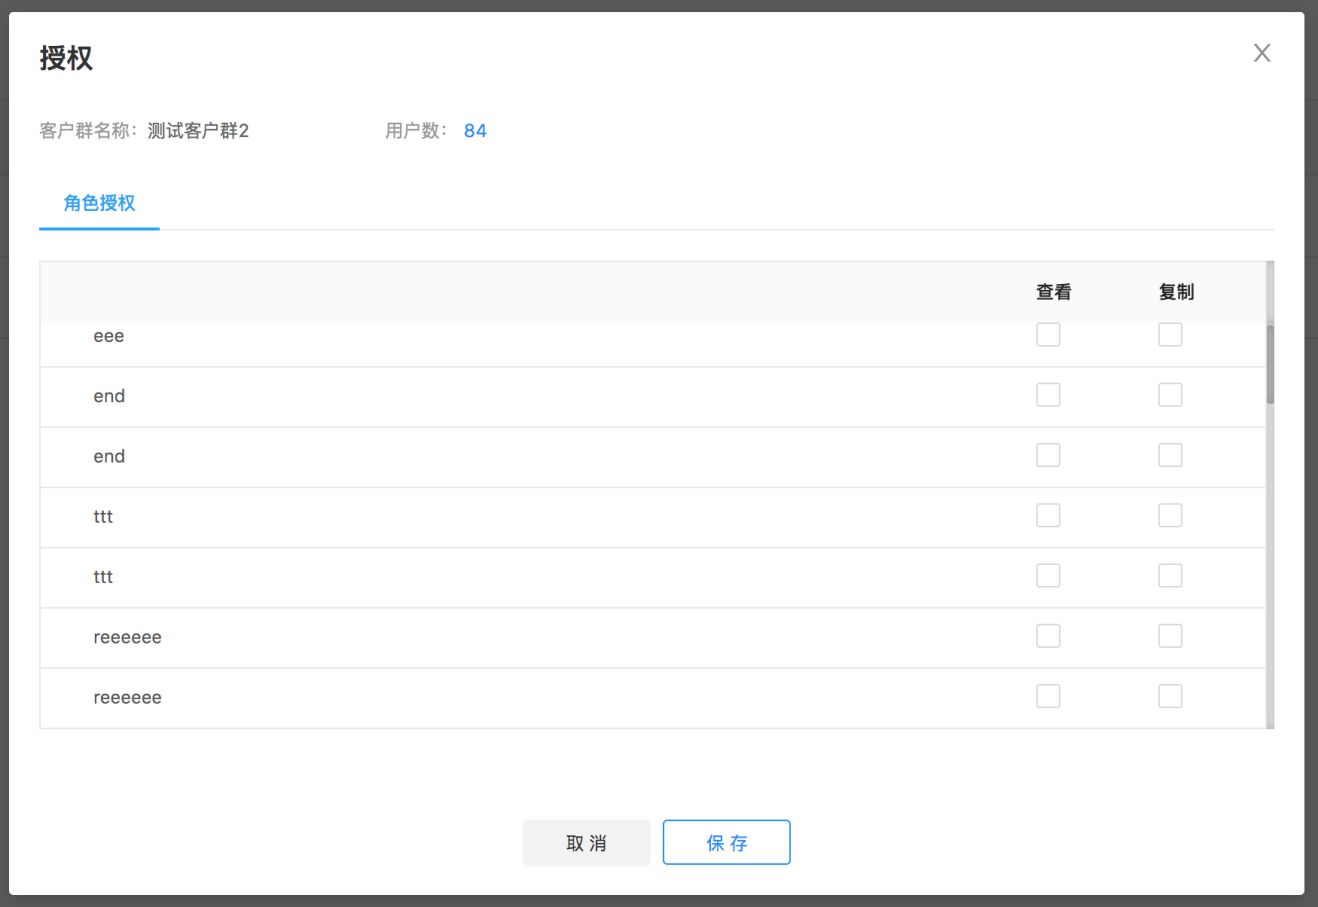 授权
客户群名称： 测试客户群2 用户数： 84
角色授权
查看 复制
eee
end
end
ttt
ttt
reeeeee
reeeeee
取 消 保 存